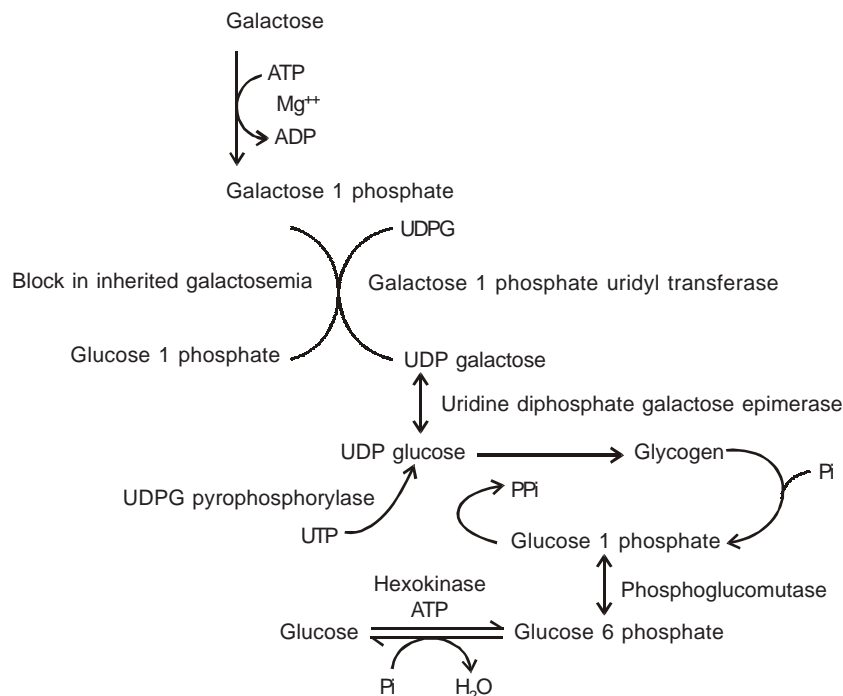 Galactose
ATP
Mg++
ADP
Galactose 1 phosphate
UDPG
Block in inherited galactosemia
Galactose 1 phosphate uridyl transferase
Glucose 1 phosphate
UDP galactose
Uridine diphosphate galactose epimerase
UDP glucose
Glycogen
Pi
UDPG pyrophosphorylase
PPi
UTP
Glucose 1 phosphate
Phosphoglucomutase
Hexokinase
ATP
Glucose
Glucose 6 phosphate
Pi
H2O